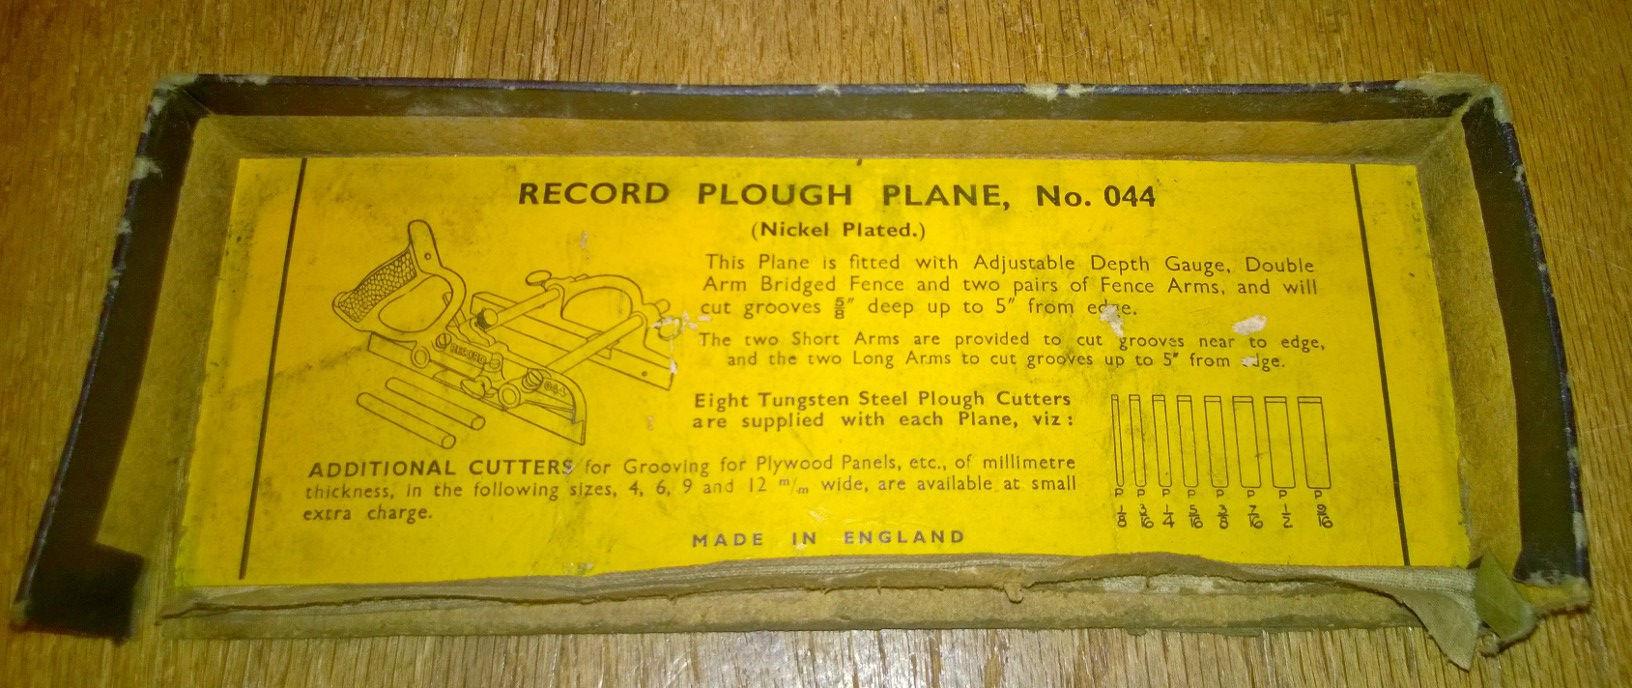 RECORD PLOUGH PLANE, No. 044
(Nickel Plated.)
This Plane is fitted with Adjustable Depth Gauge, Double
Arm Bridged Fence and two pairs of Fence Arms, and will
cut grooves 5/8" deep up to 5" from edge.
The two Short Arms are provided to cut grooves near to edge,
and the two Long Arms to cut grooves up to 5" from edge.
RECORD
044
Eight Tungsten Steel Plough Cutters
are supplied with each Plane, viz :
P P P P P P P P
1/8 3/16 1/4 5/16 3/8 7/16 1/2 9/16
ADDITIONAL CUTTERS for Grooving for Plywood Panels, etc., of millimetre
thickness, in the following sizes, 4, 6, 9 and 12 m/m wide, are available at small
extra charge.
MADE IN ENGLAND